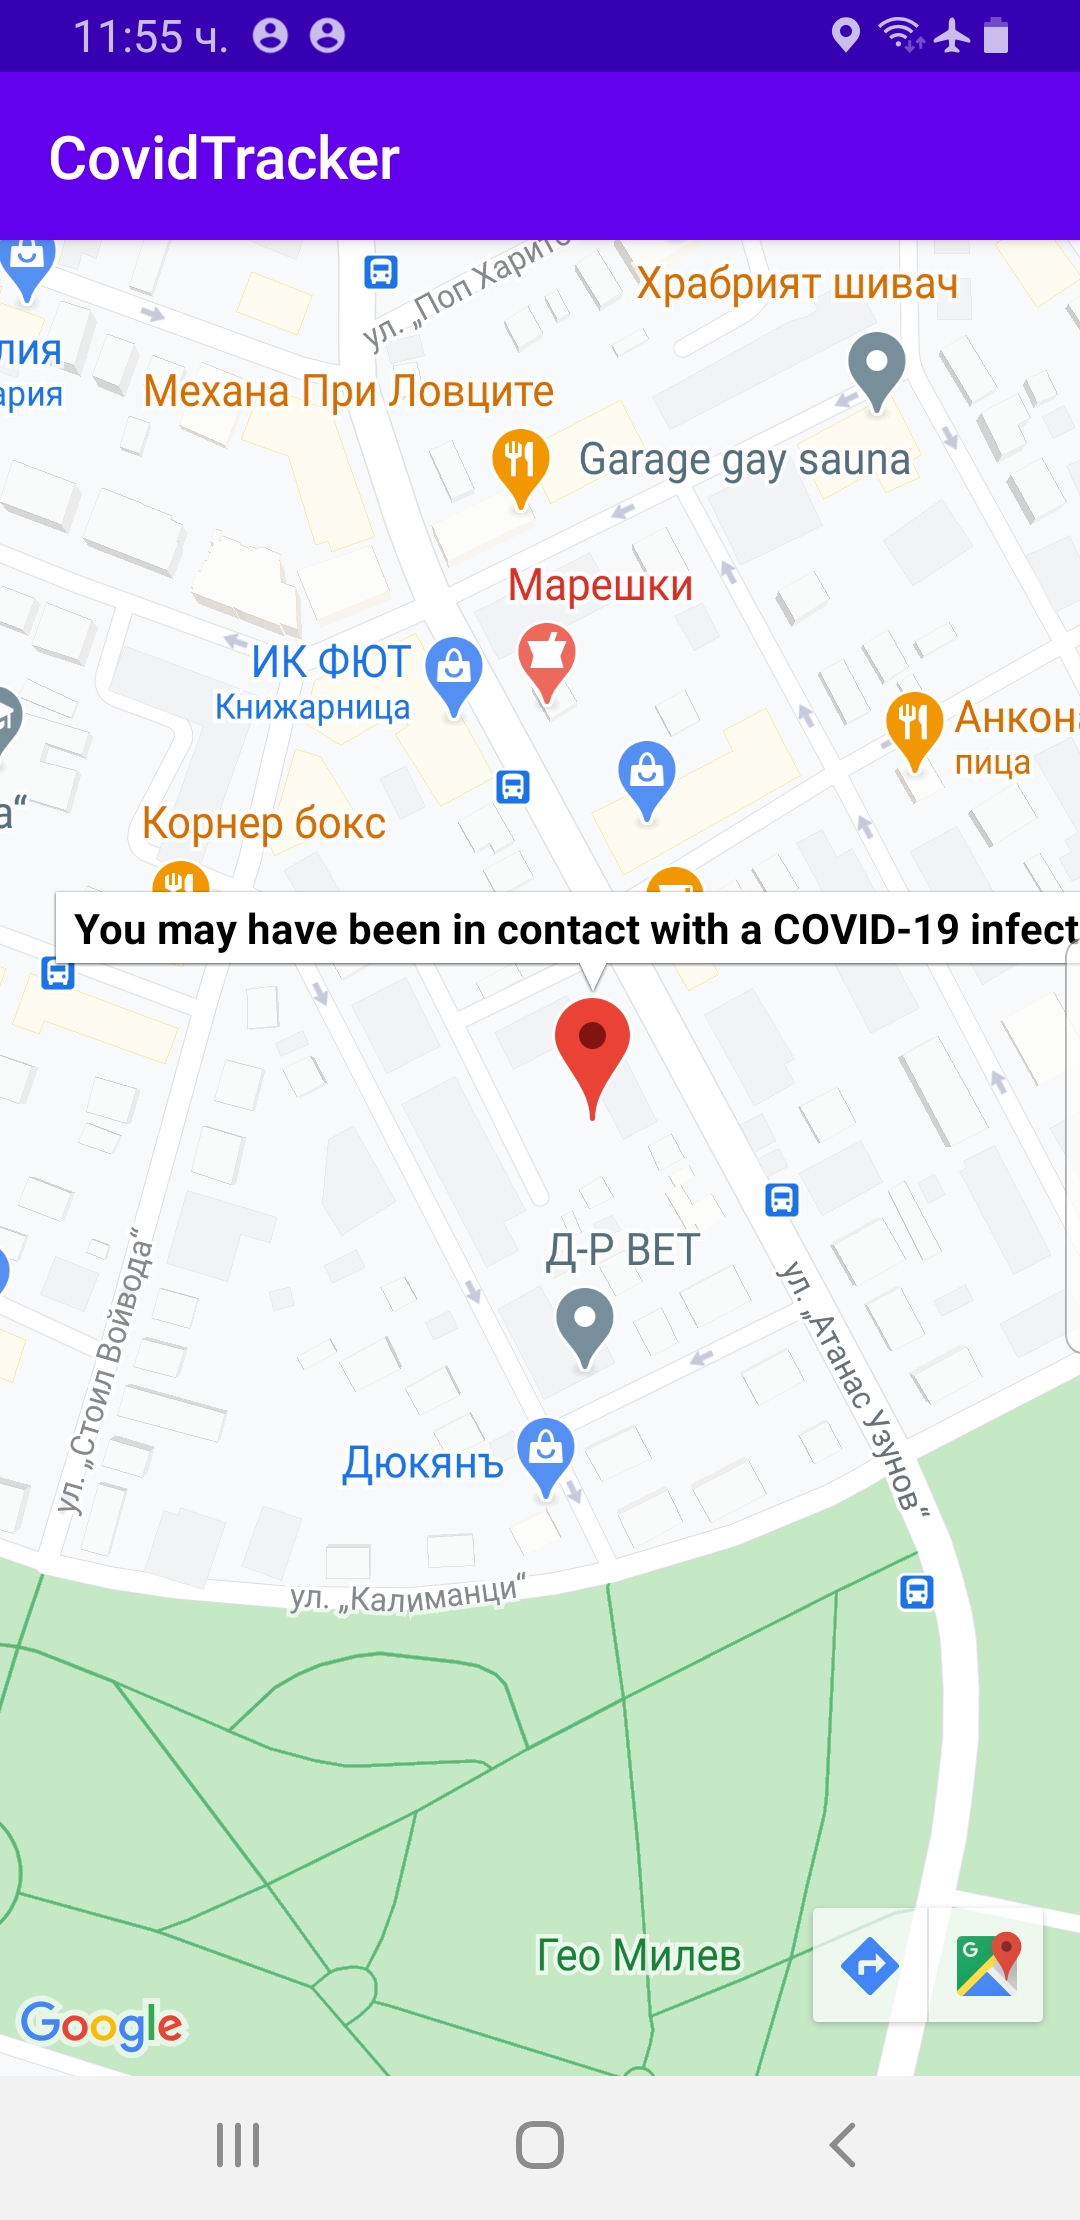 11:55 ч.
CovidTracker
ул. „Поп
Храбрият шивач
лия
ария
Механа При Ловците
Garage gay sauna
Марешки
ИК ФЮТ
Книжарница
Анкон
пица
а“
Корнер бокс
You may have been in contact with a COVID-19 infect
Д-Р ВЕТ
ул. „Стоил Войвода“
ул. „Атанас Узунов“
Дюкянъ
ул. „Калиманци“
Гео Милев
G
Google